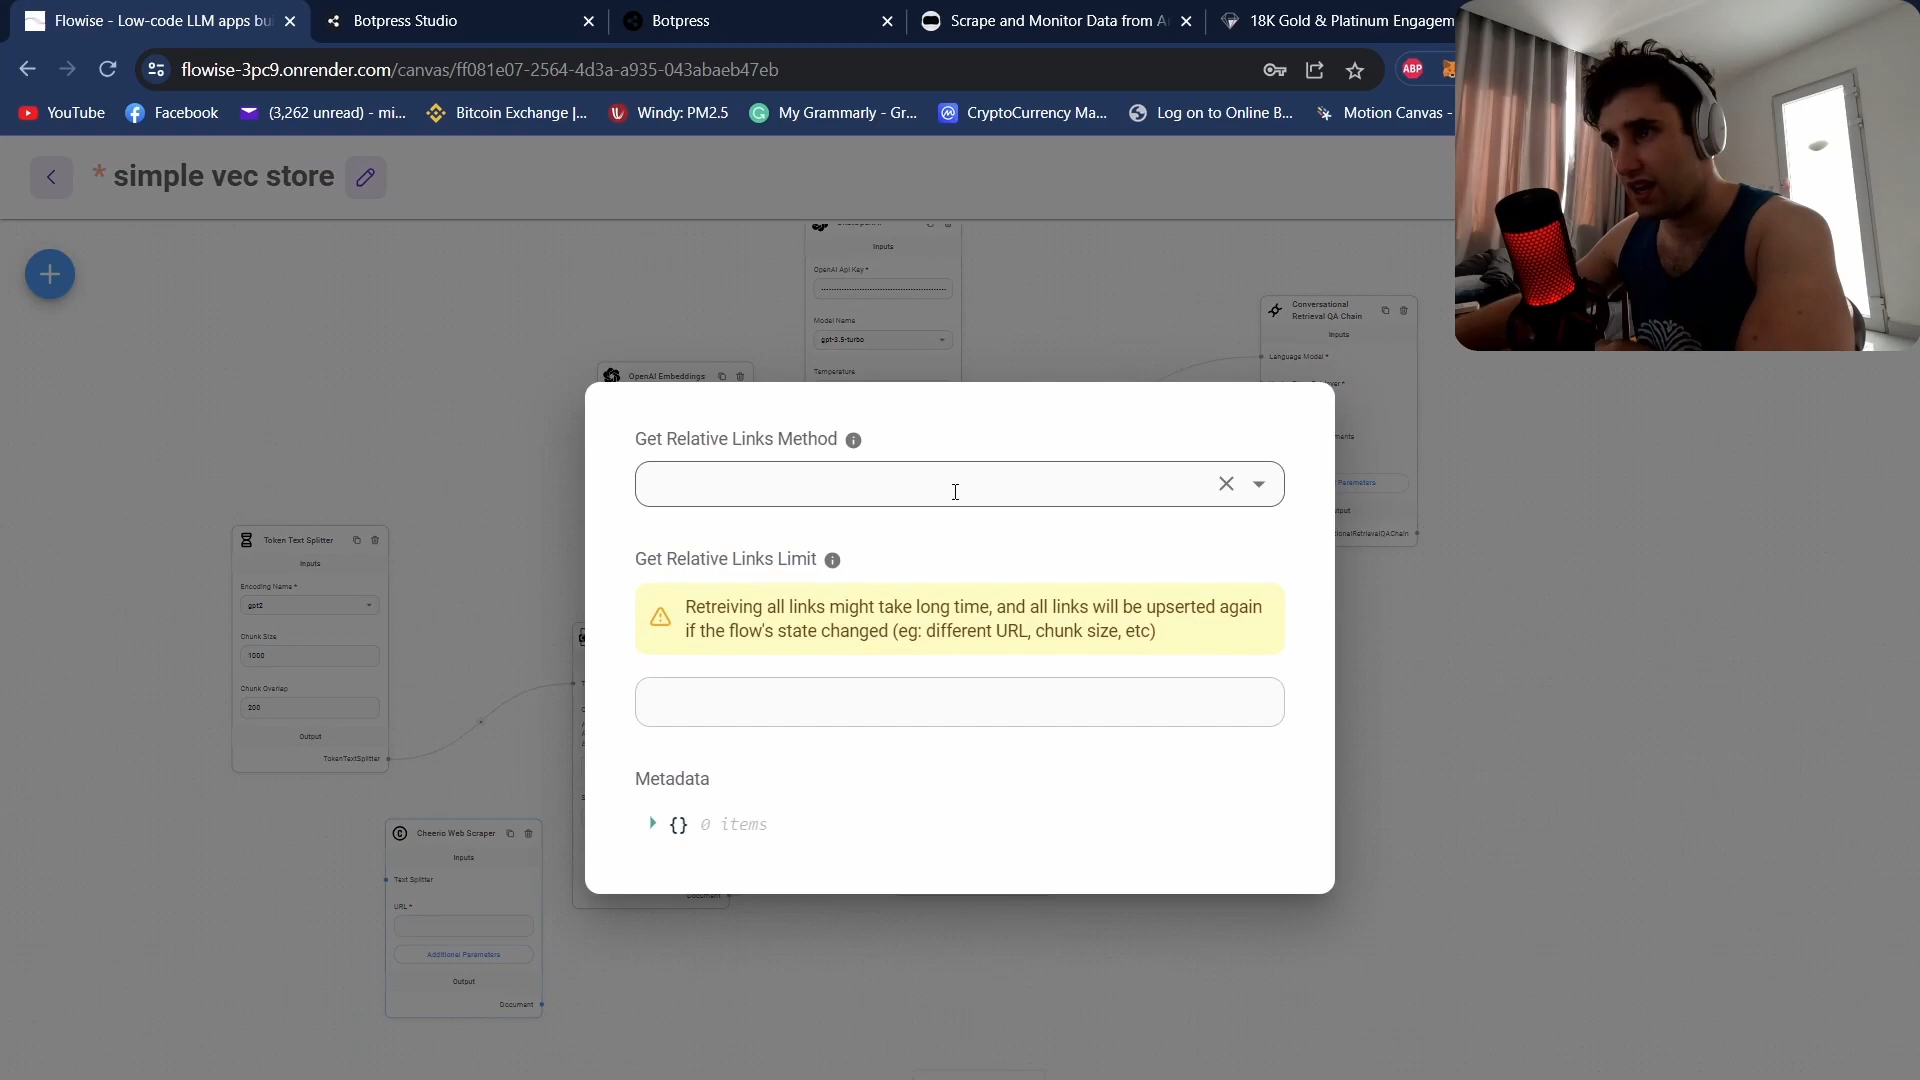 Flowise - Low-code LLM apps bui
Botpress Studio
Botpress
Scrape and Monitor Data from A
18K Gold & Platinum Engagem
flowise-3pc9.onrender.com/canvas/ff081e07-2564-4d3a-a935-043abaeb47eb
ABP
YouTube
Facebook
(3,262 unread) - mi...
Bitcoin Exchange |...
Windy: PM2.5
My Grammarly - Gr...
CryptoCurrency Ma...
Log on to Online B...
Motion Canvas -
* simple vec store
Inputs
OpenAI Api Key *
Model Name
gpt-3.5-turbo
Temperature
OpenAI Embeddings
Conversational
Retrieval QA Chain
Inputs
Language Model *
Parameters
Get Relative Links Method
Get Relative Links Limit
Retreiving all links might take long time, and all links will be upserted again
if the flow's state changed (eg: different URL, chunk size, etc)
Metadata
{} 0 items
Token Text Splitter
Inputs
Encoding Name *
gpt2
Chunk Size
1000
Chunk Overlap
200
Output
TokenTextSplitter
Cheerio Web Scraper
Inputs
Text Splitter
URL *
Additional Parameters
Output
Document